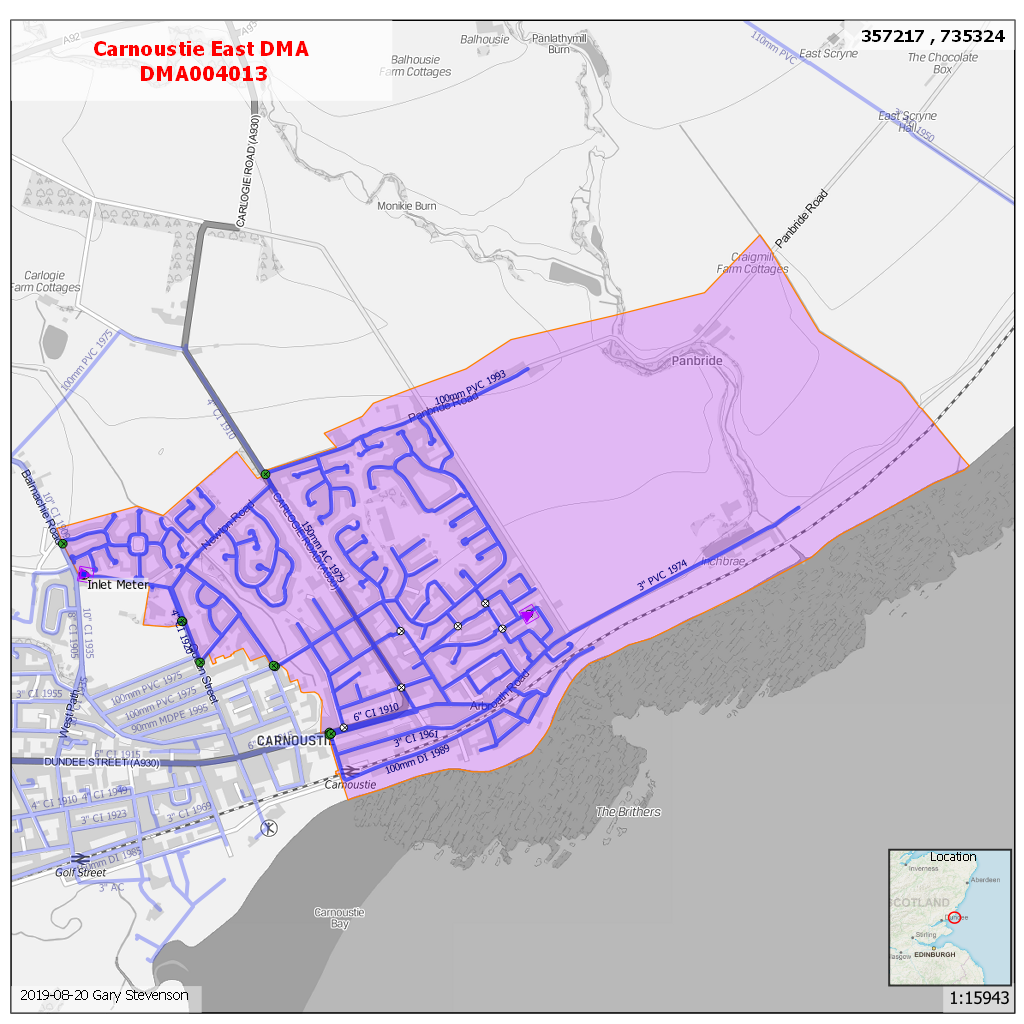 Carnoustie East DMA
DMA004013
357217 , 735324
A92
Balhousie
Balhousie
Farm Cottages
Panlathymill
Burn
110mm PVC
East Scryne
The Chocolate
Box
East Scryne
Hall
CARLOGIE ROAD (A930)
Monikie Burn
Panbride Road
Craigmill
Farm Cottages
Carlogie
Farm Cottages
100mm PVC 1975
4" CI 1910
Panbride
100mm PVC 1993
Panbride Road
Balmachie Road
Newton Road
CARLOGIE ROAD (A930)
150mm AC 1979
Inchbrae
3" PVC 1974
Inlet Meter
10" CI 1935
8" CI 1905
4" CI 1920
Street
3" CI 1955
West Path
100mm PVC 1975
100mm PVC 1975
90mm MDPE 1995
Arbroath Road
6" CI 1910
3" CI 1961
100mm DI 1989
CARNOUSTIE
6" CI 1915
DUNDEE STREET (A930)
Carnoustie
4" CI 1910
4" CI 1949
3" CI 1923
3" CI 1969
The Brithers
Golf Street
100mm DI 1985
3" AC
Carnoustie
Bay
Location
Inverness
Aberdeen
SCOTLAND
Dundee
Stirling
Glasgow
EDINBURGH
2019-08-20 Gary Stevenson
1:15943